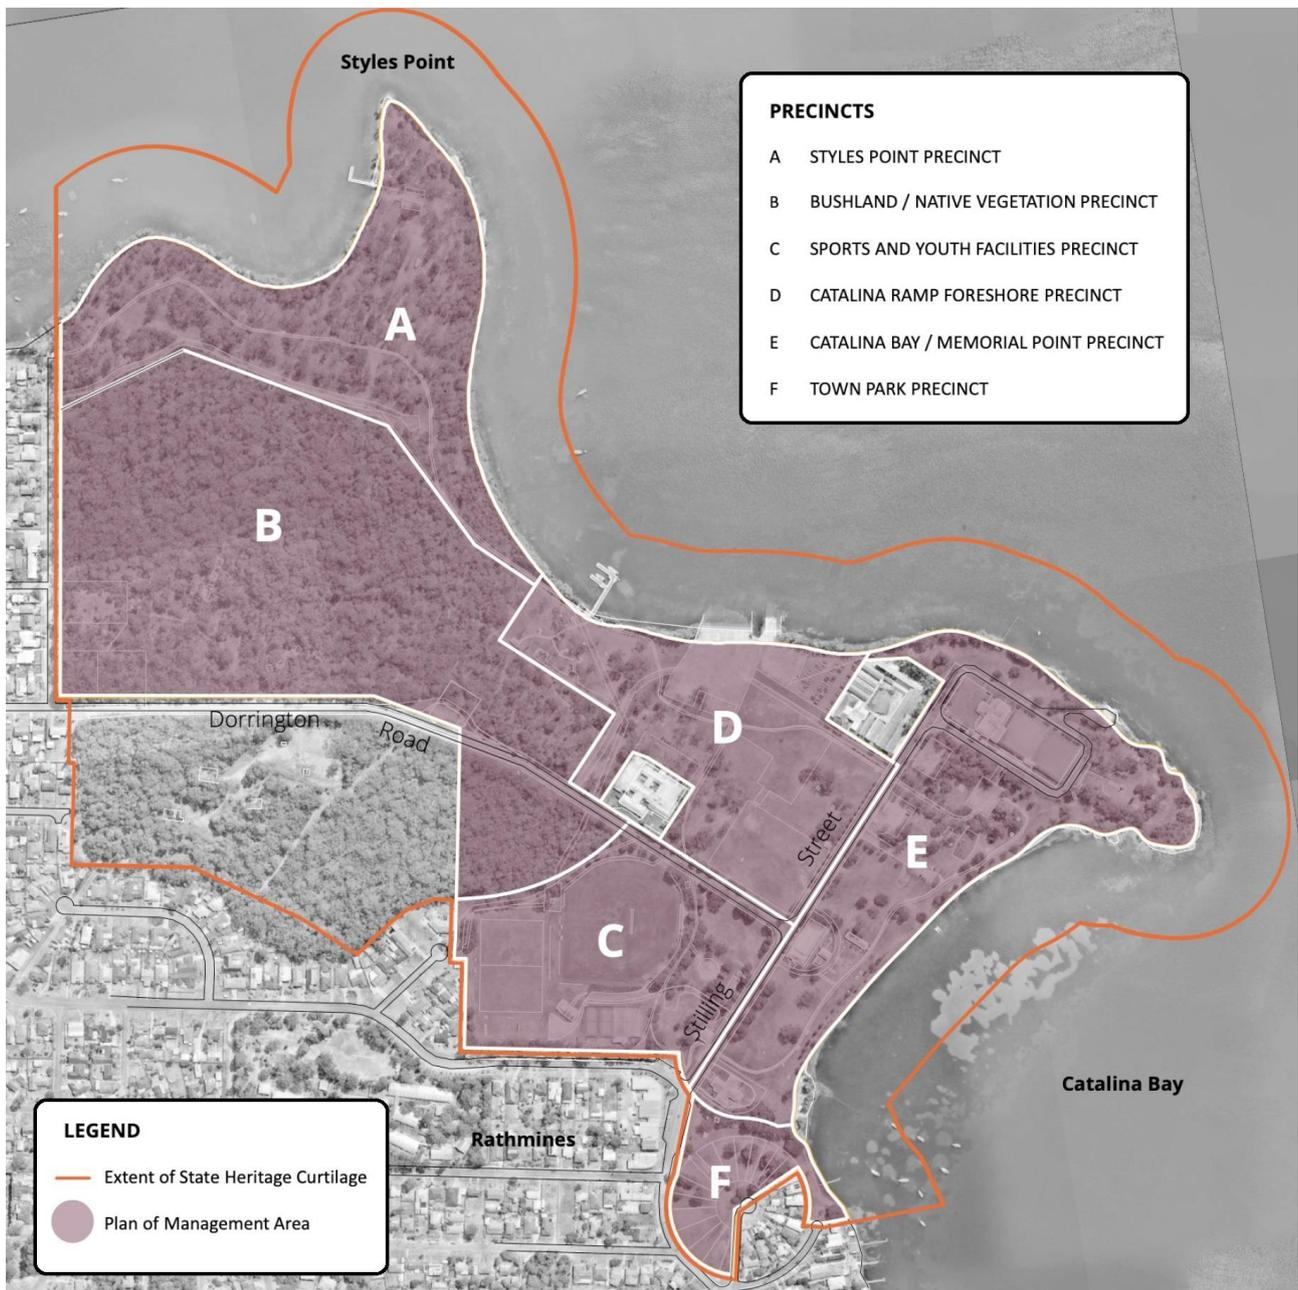 Styles Point
PRECINCTS
A STYLES POINT PRECINCT
B BUSHLAND / NATIVE VEGETATION PRECINCT
C SPORTS AND YOUTH FACILITIES PRECINCT
D CATALINA RAMP FORESHORE PRECINCT
E CATALINA BAY / MEMORIAL POINT PRECINCT
F TOWN PARK PRECINCT
A
B
Dorrington
Road
D
Street
E
C
Stilling
Catalina Bay
Rathmines
F
LEGEND
Extent of State Heritage Curtilage
Plan of Management Area